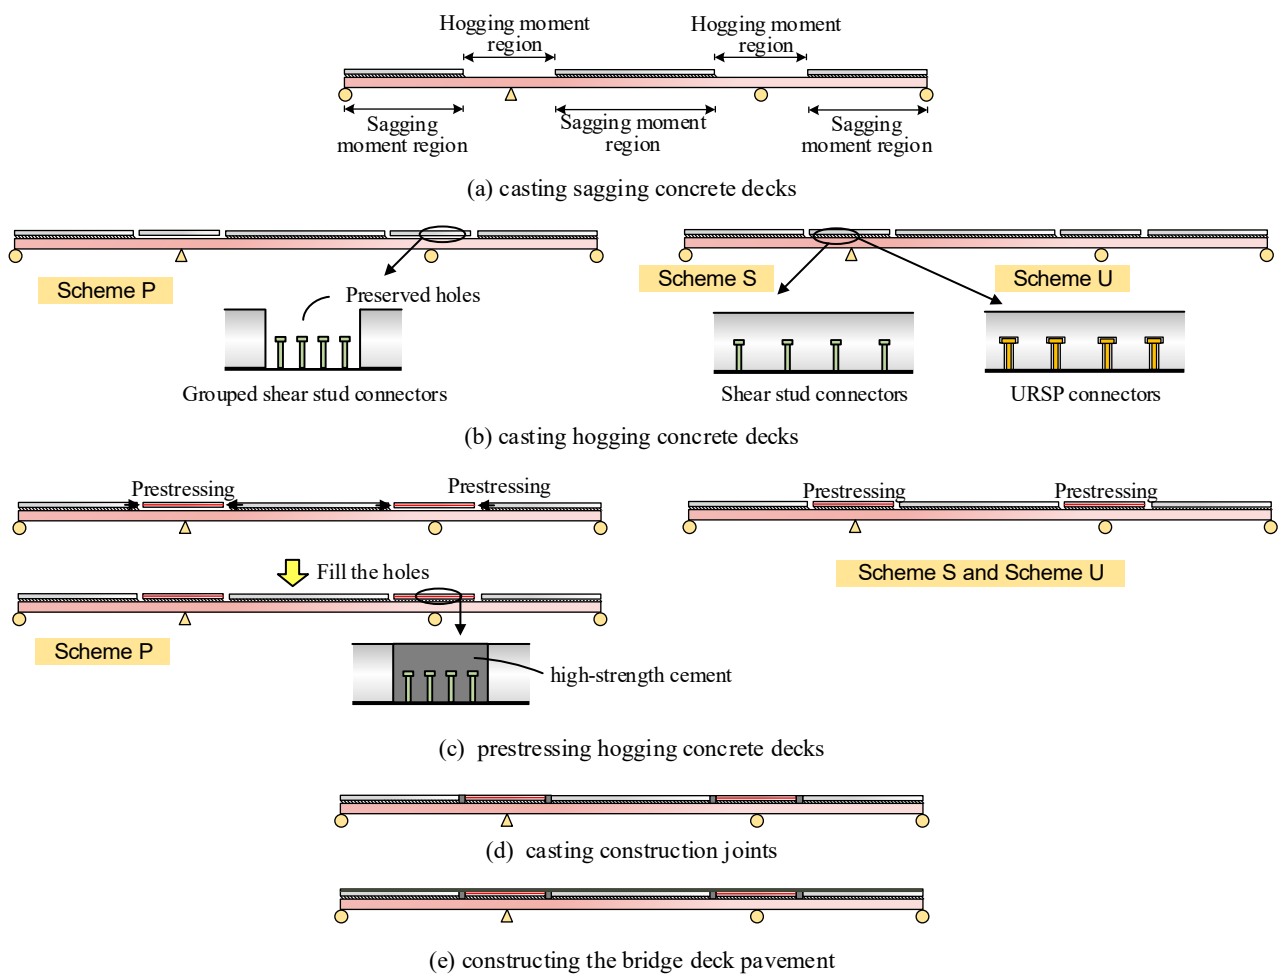 Hogging moment
region
Hogging moment
region
Sagging moment
region
Sagging moment
region
Sagging moment
region
(a) casting sagging concrete decks
Scheme P
Preserved holes
Grouped shear stud connectors
Scheme S
Scheme U
Shear stud connectors
URSP connectors
(b) casting hogging concrete decks
Prestressing
Prestressing
Fill the holes
Scheme P
high-strength cement
Prestressing
Prestressing
Scheme S and Scheme U
(c) prestressing hogging concrete decks
(d) casting construction joints
(e) constructing the bridge deck pavement